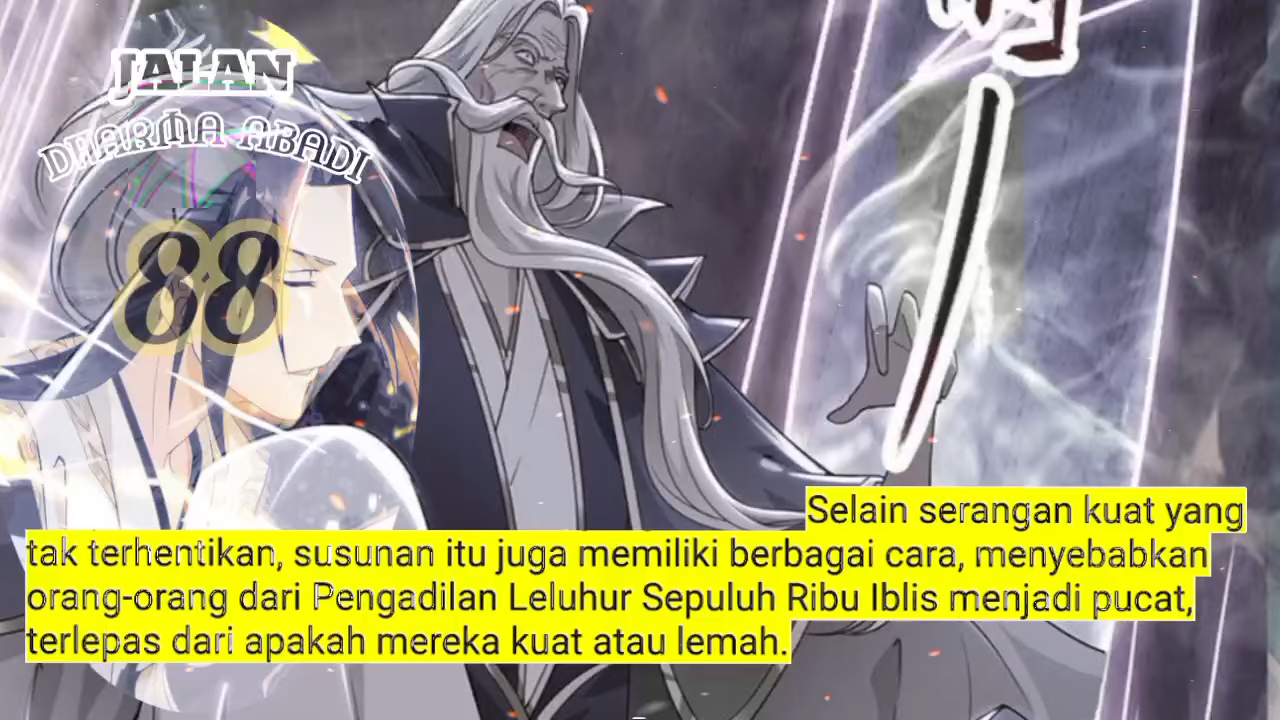 JALAN
DHARMA ABADI
88
Selain serangan kuat yang
tak terhentikan, susunan itu juga memiliki berbagai cara, menyebabkan
orang-orang dari Pengadilan Leluhur Sepuluh Ribu Iblis menjadi pucat,
terlepas dari apakah mereka kuat atau lemah.